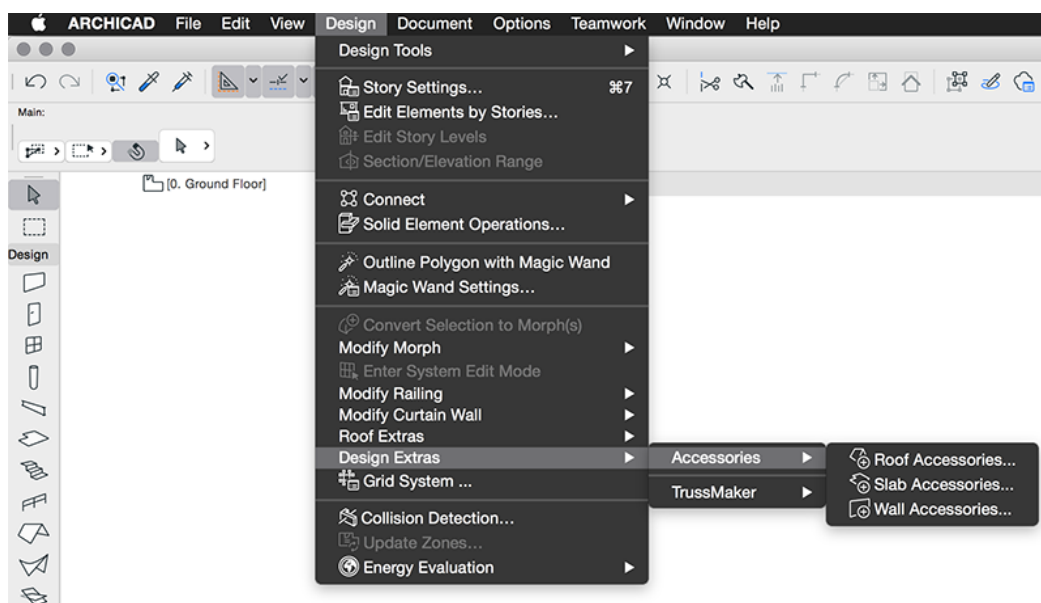 ARCHICAD File Edit View Design Document Options Teamwork Window Help
Design Tools
Story Settings... ⌘7
Edit Elements by Stories...
Main:
Edit Story Levels
Section/Elevation Range
[0. Ground Floor]
Connect
Solid Element Operations...
Design
Outline Polygon with Magic Wand
Magic Wand Settings...
Convert Selection to Morph(s)
Modify Morph
Enter System Edit Mode
Modify Railing
Modify Curtain Wall
Roof Extras
Design Extras
Grid System ...
Collision Detection...
Update Zones...
Energy Evaluation
Accessories
TrussMaker
Roof Accessories...
Slab Accessories...
Wall Accessories...